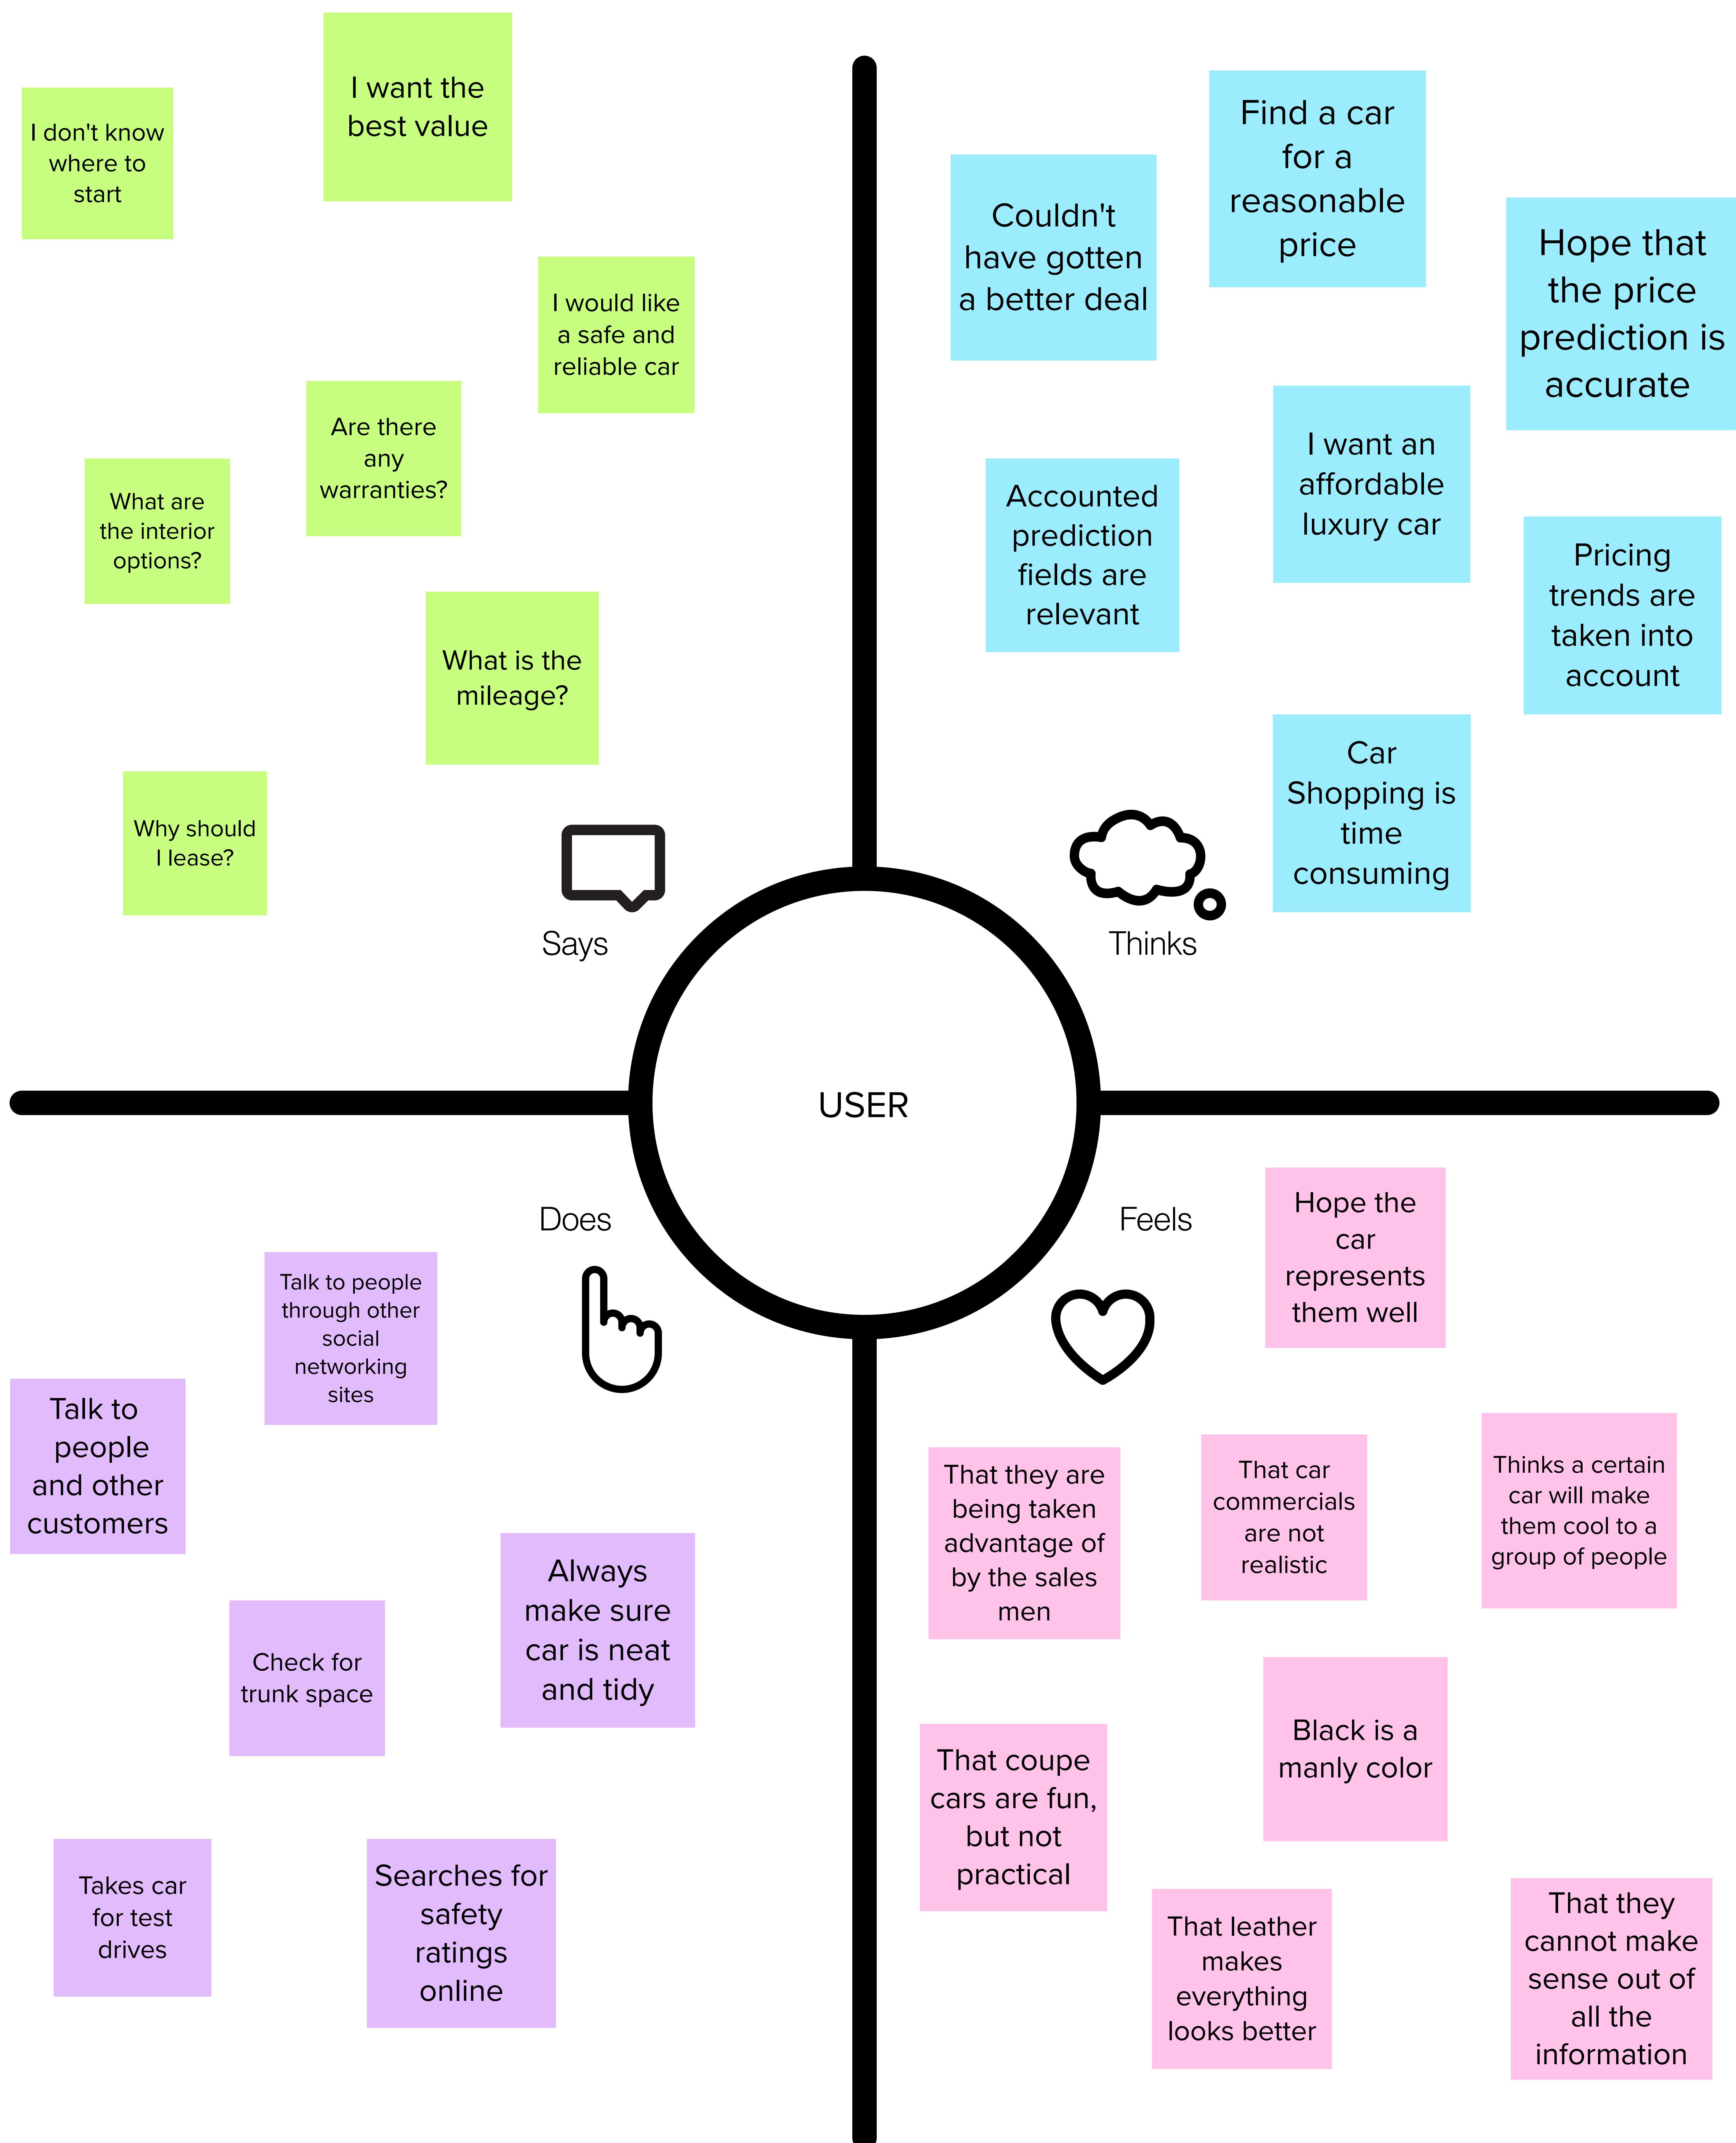 I don't know
where to
start
I want the
best value
I would like
a safe and
reliable car
Are there
any
warranties?
What are
the interior
options?
What is the
mileage?
Why should
I lease?
Says
Find a car
for a
reasonable
price
Couldn't
have gotten
a better deal
Hope that
the price
prediction is
accurate
I want an
affordable
luxury car
Accounted
prediction
fields are
relevant
Pricing
trends are
taken into
account
Car
Shopping is
time
consuming
Thinks
USER
Does
Talk to people
through other
social
networking
sites
Talk to
people
and other
customers
Always
make sure
car is neat
and tidy
Check for
trunk space
Takes car
for test
drives
Searches for
safety
ratings
online
Feels
Hope the
car
represents
them well
That they are
being taken
advantage of
by the sales
men
That car
commercials
are not
realistic
Thinks a certain
car will make
them cool to a
group of people
Black is a
manly color
That coupe
cars are fun,
but not
practical
That leather
makes
everything
looks better
That they
cannot make
sense out of
all the
information